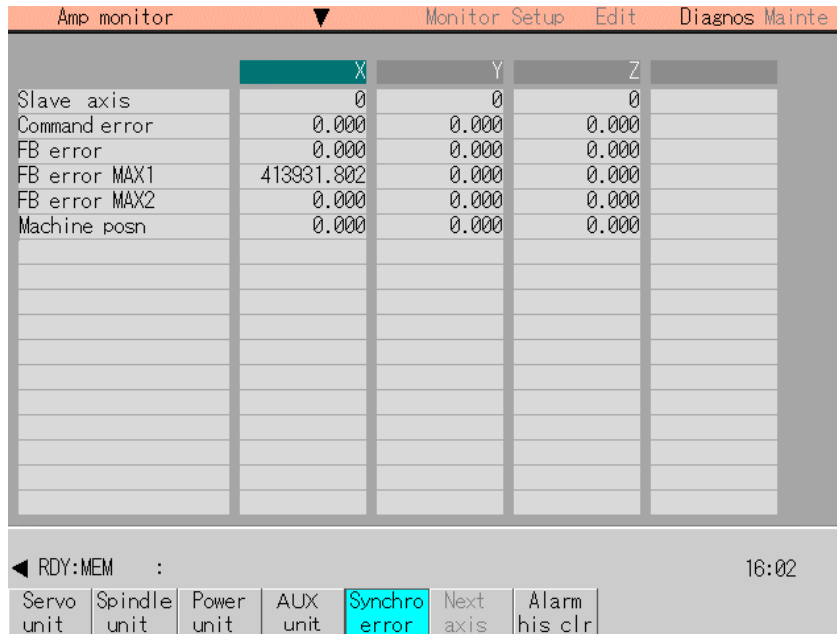 Amp monitor ▼ Monitor Setup Edit Diagnos Mainte
X Y Z
Slave axis 0 0 0
Command error 0.000 0.000 0.000
FB error 0.000 0.000 0.000
FB error MAX1 413931.802 0.000 0.000
FB error MAX2 0.000 0.000 0.000
Machine posn 0.000 0.000 0.000
◀ RDY:MEM : 16:02
Servo Spindle Power AUX Synchro Next Alarm
unit unit unit unit error axis his clr